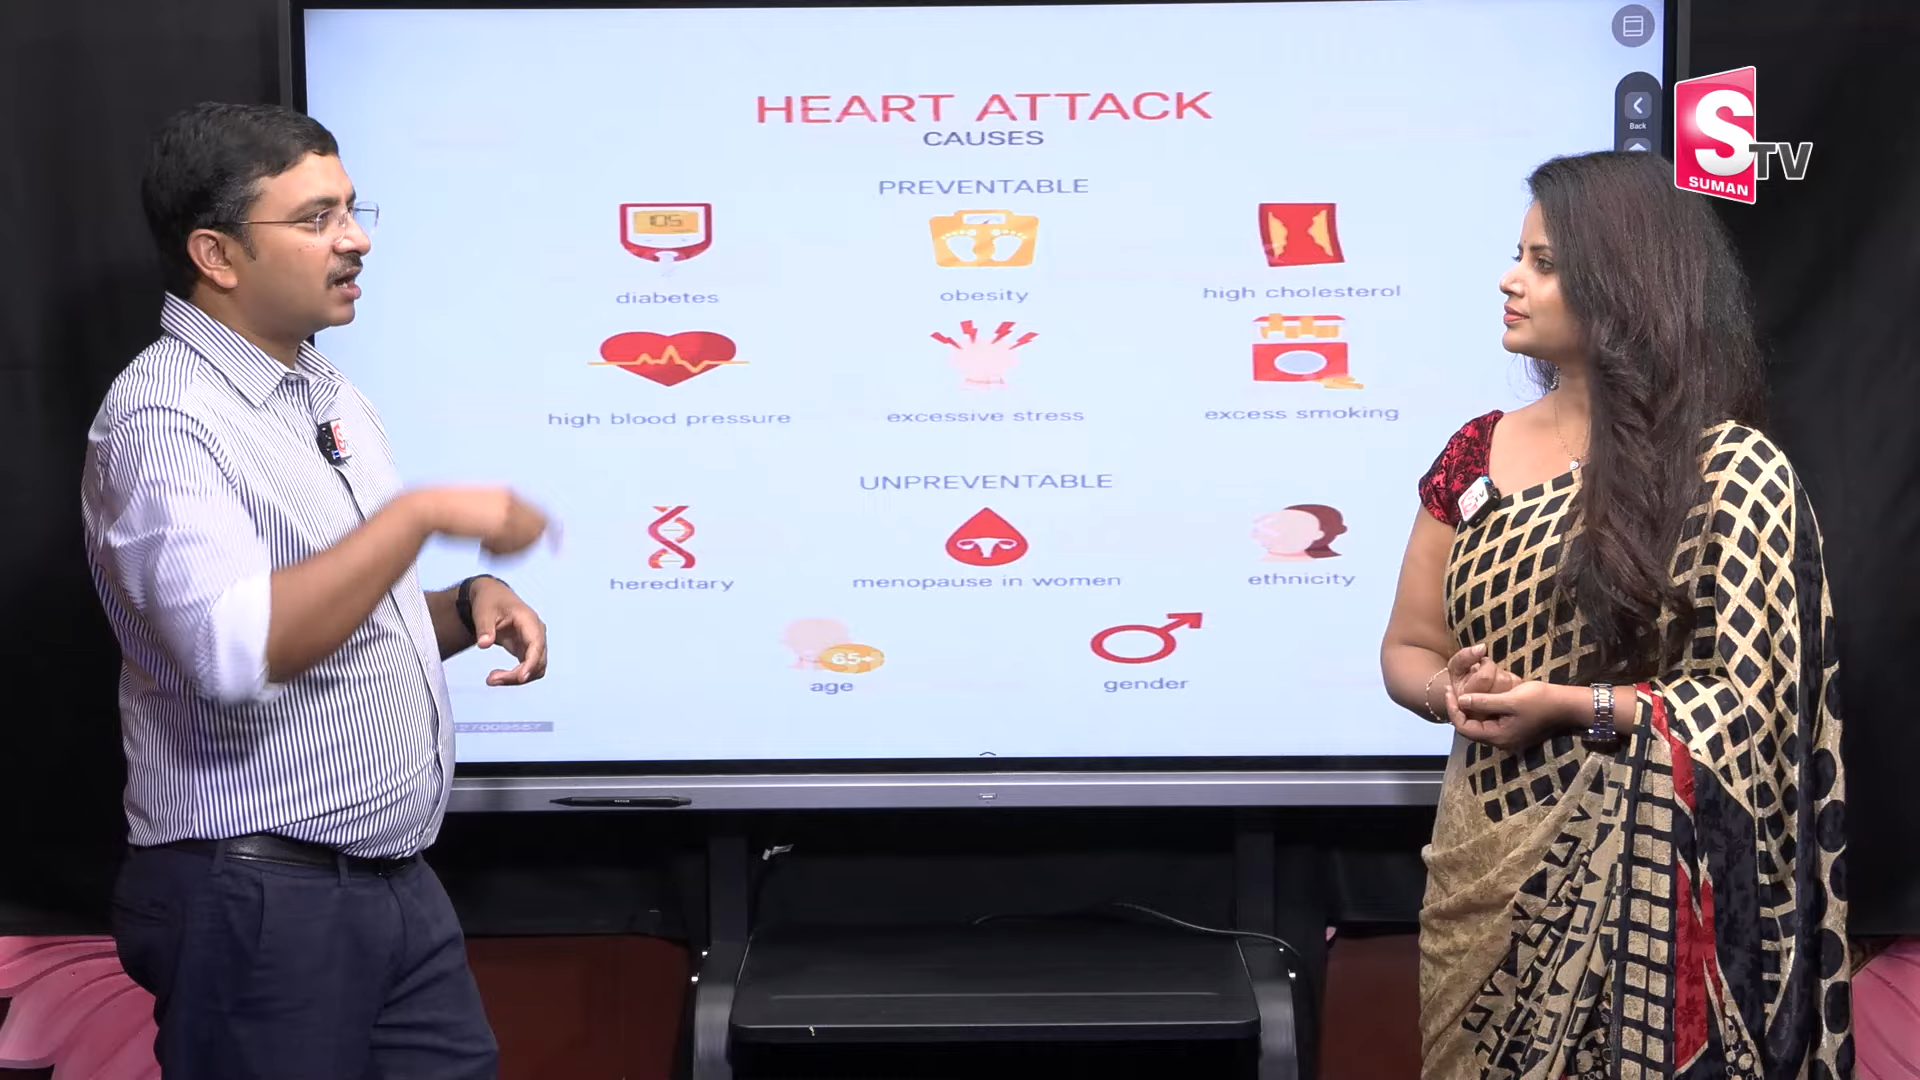 HEART ATTACK
CAUSES
PREVENTABLE
105
diabetes
obesity
high cholesterol
high blood pressure
excessive stress
excess smoking
UNPREVENTABLE
hereditary
menopause in women
ethnicity
65+
age
gender
Back
S TV
SUMAN